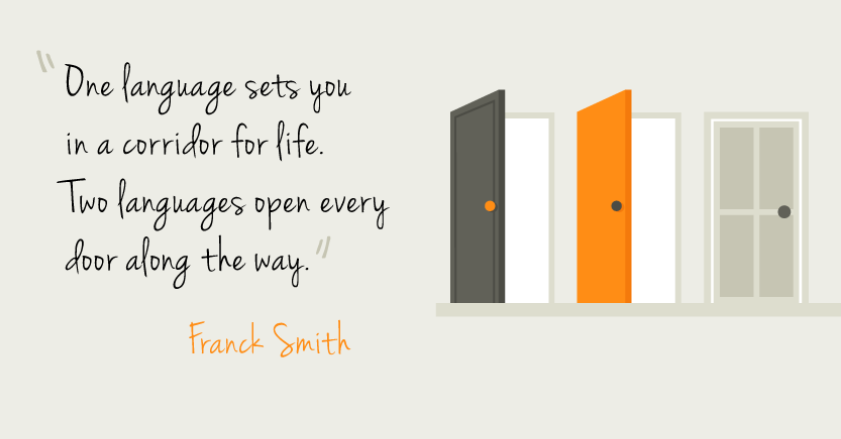 “One language sets you
in a corridor for life.
Two languages open every
door along the way.”
Franck Smith